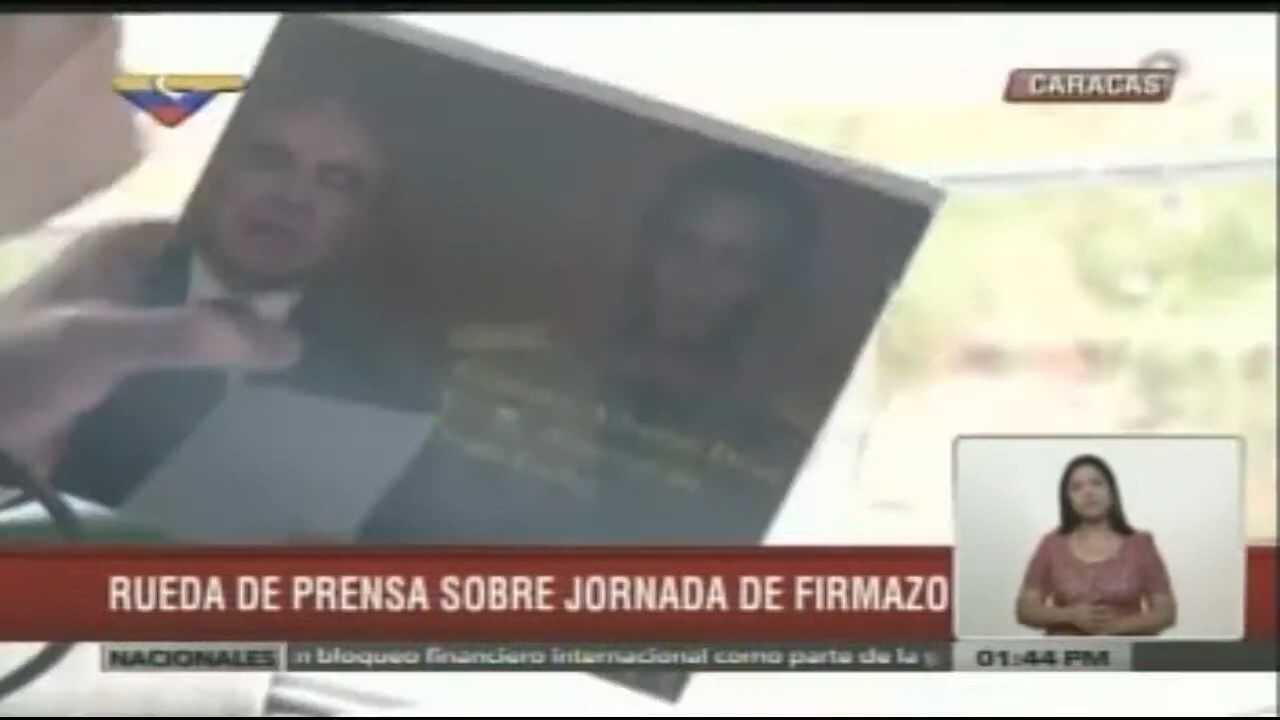 CARACAS
RUEDA DE PRENSA SOBRE JORNADA DE FIRMAZO
NACIONALES
n bloqueo financiero internacional como parte de la g
01:44 PM